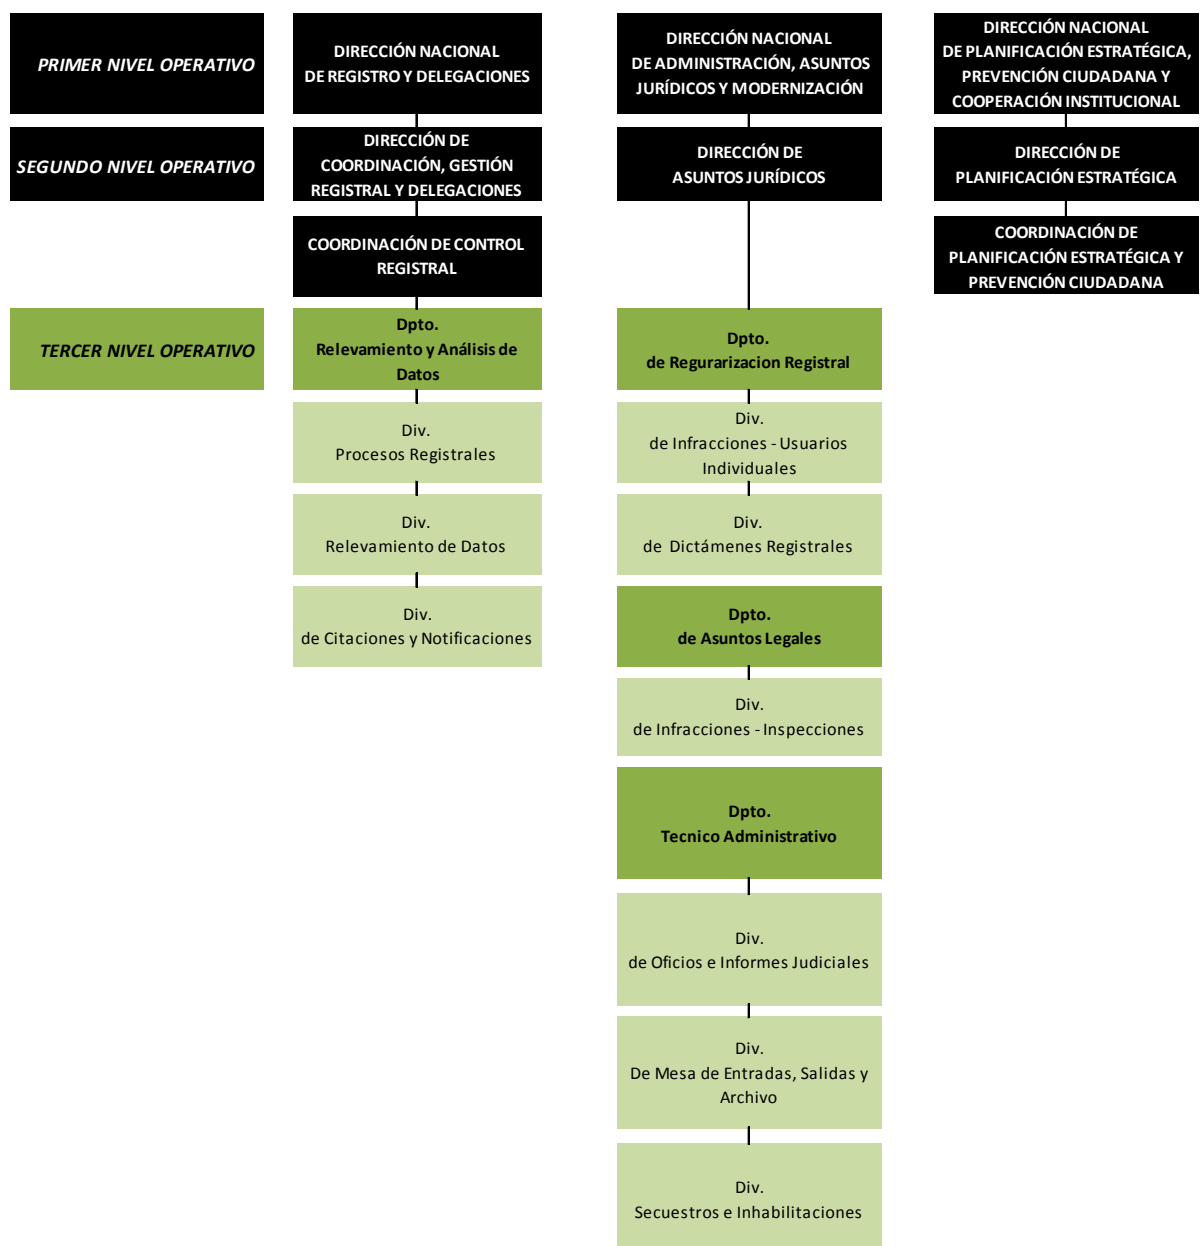 PRIMER NIVEL OPERATIVO
DIRECCIÓN NACIONAL
DE REGISTRO Y DELEGACIONES
DIRECCIÓN NACIONAL
DE ADMINISTRACIÓN, ASUNTOS
JURÍDICOS Y MODERNIZACIÓN
DIRECCIÓN NACIONAL
DE PLANIFICACIÓN ESTRATÉGICA,
PREVENCIÓN CIUDADANA Y
COOPERACIÓN INSTITUCIONAL
SEGUNDO NIVEL OPERATIVO
DIRECCIÓN DE
COORDINACIÓN, GESTIÓN
REGISTRAL Y DELEGACIONES
DIRECCIÓN DE
ASUNTOS JURÍDICOS
DIRECCIÓN DE
PLANIFICACIÓN ESTRATÉGICA
COORDINACIÓN DE CONTROL
REGISTRAL
COORDINACIÓN DE
PLANIFICACIÓN ESTRATÉGICA Y
PREVENCIÓN CIUDADANA
TERCER NIVEL OPERATIVO
Dpto.
Relevamiento y Análisis de
Datos
Dpto.
de Regurarizacion Registral
Div.
Procesos Registrales
Div.
de Infracciones - Usuarios
Individuales
Div.
Relevamiento de Datos
Div.
de Dictámenes Registrales
Div.
de Citaciones y Notificaciones
Dpto.
de Asuntos Legales
Div.
de Infracciones - Inspecciones
Dpto.
Tecnico Administrativo
Div.
de Oficios e Informes Judiciales
Div.
De Mesa de Entradas, Salidas y
Archivo
Div.
Secuestros e Inhabilitaciones